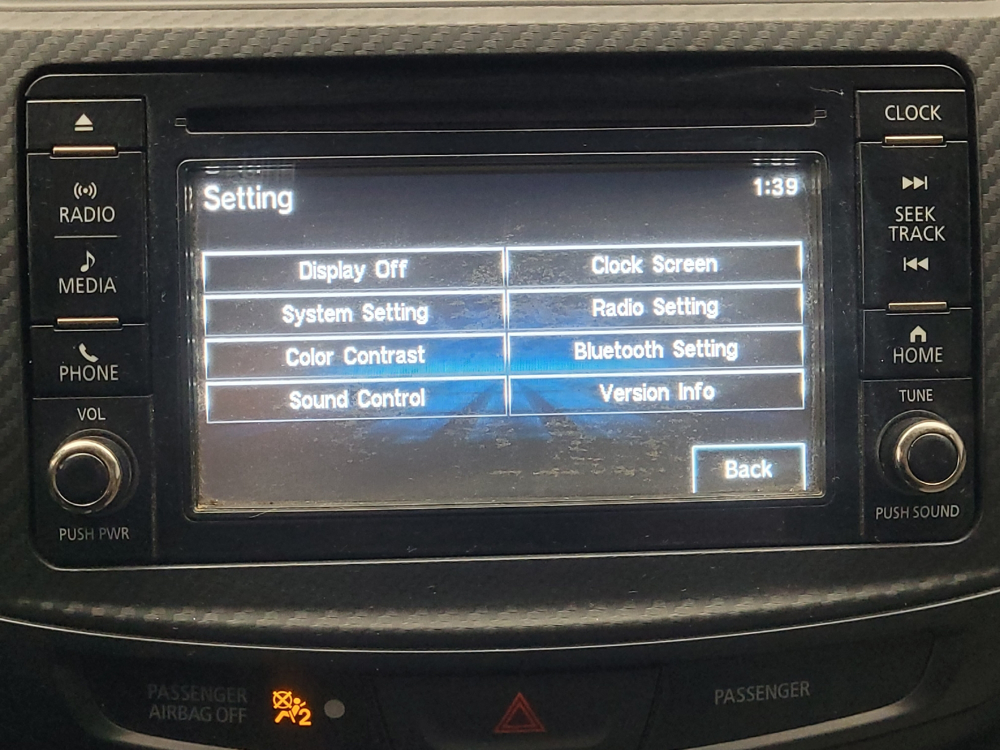 CLOCK
RADIO
MEDIA
PHONE
VOL
PUSH PWR
Setting
1:39
Display Off
Clock Screen
System Setting
Radio Setting
Color Contrast
Bluetooth Setting
Sound Control
Version Info
Back
SEEK
TRACK
HOME
TUNE
PUSH SOUND
PASSENGER
AIRBAG OFF
2
PASSENGER